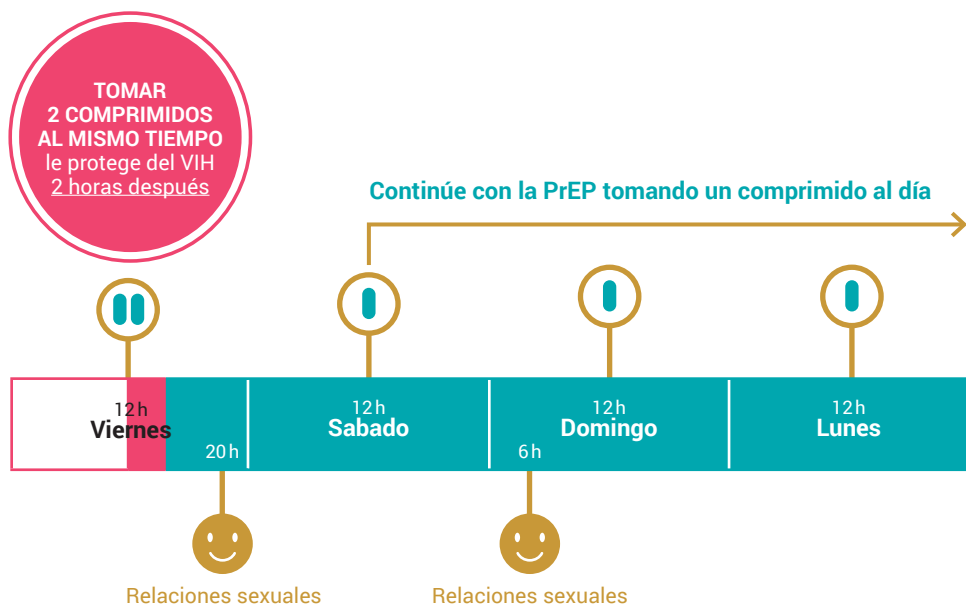 TOMAR
2 COMPRIMIDOS
AL MISMO TIEMPO
le protege del VIH
2 horas después
Continúe con la PrEP tomando un comprimido al día
12h
Viernes
20h
12h
Sabado
12h
Domingo
6h
12h
Lunes
Relaciones sexuales
Relaciones sexuales